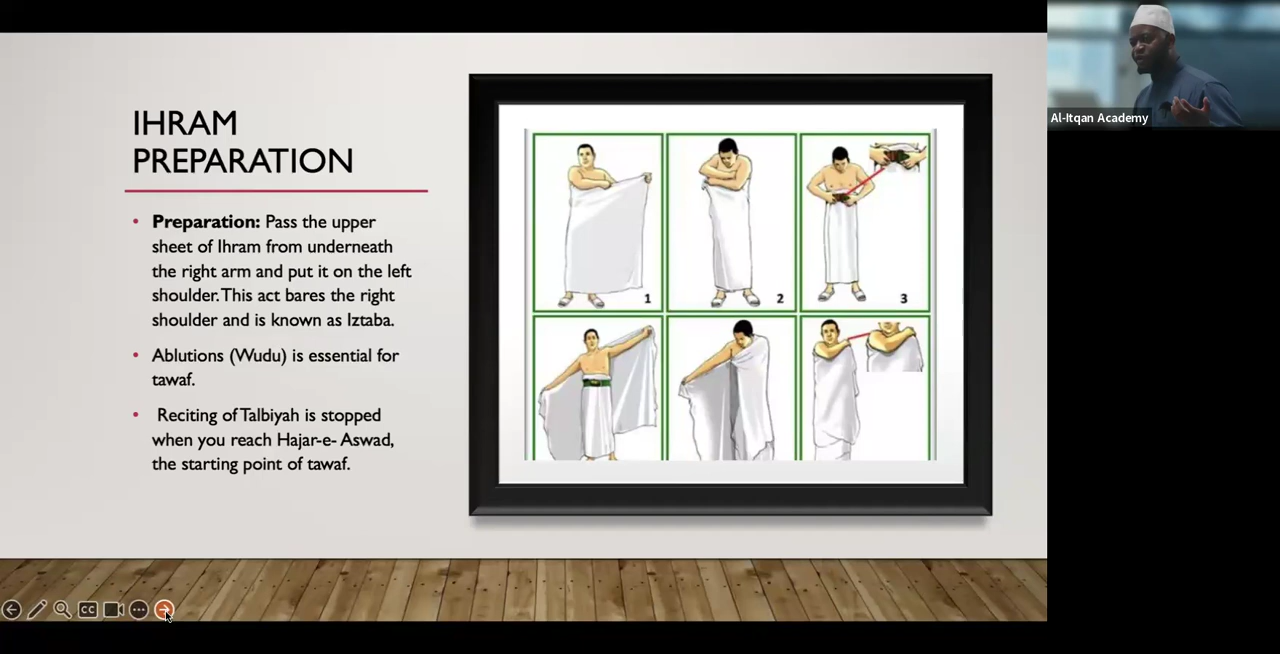 IHRAM
PREPARATION
• Preparation: Pass the upper
sheet of Ihram from underneath
the right arm and put it on the left
shoulder. This act bares the right
shoulder and is known as Iztaba.
• Ablutions (Wudu) is essential for
tawaf.
• Reciting of Talbiyah is stopped
when you reach Hajar-e- Aswad,
the starting point of tawaf.
1
2
3
Al-Itqan Academy
CC